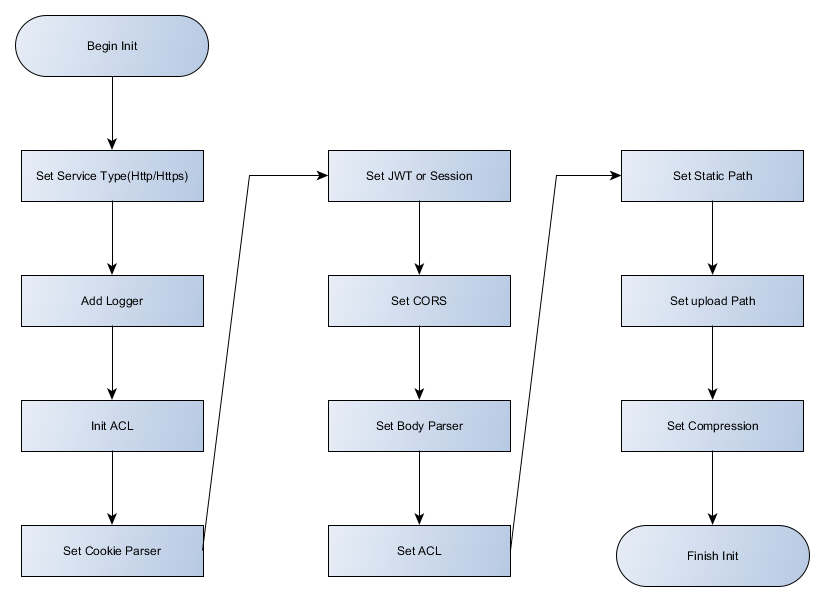 Begin Init
Set Service Type(Http/Https)
Add Logger
Init ACL
Set Cookie Parser
Set JWT or Session
Set CORS
Set Body Parser
Set ACL
Set Static Path
Set upload Path
Set Compression
Finish Init